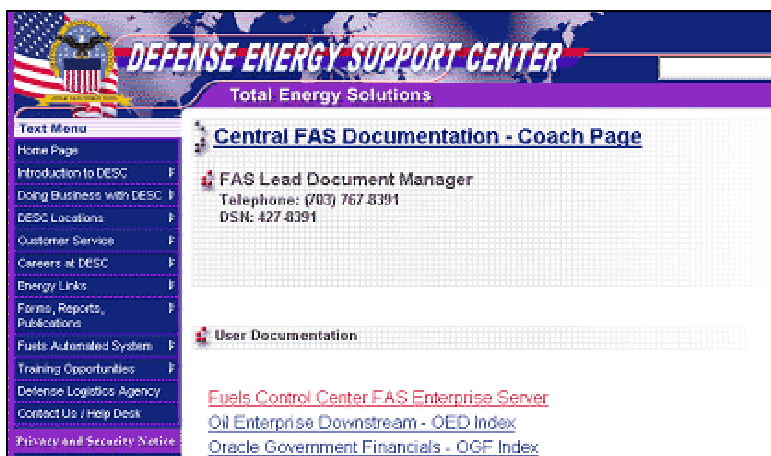 DEFENSE ENERGY SUPPORT CENTER
Total Energy Solutions
Text Menu
Home Page
Introduction to DESC
Doing Business with DESC
DESC Locations
Customer Service
Careers at DESC
Energy Links
Forms, Reports,
Publications
Fuels Automated System
Training Opportunities
Defense Logistics Agency
Contact Us / Help Desk
Privacy and Security Notice
Central FAS Documentation - Coach Page
FAS Lead Document Manager
Telephone: (703) 767-8391
DSN: 427-8391
User Documentation
Fuels Control Center FAS Enterprise Server
Oil Enterprise Downstream - OED Index
Oracle Government Financials - OGF Index